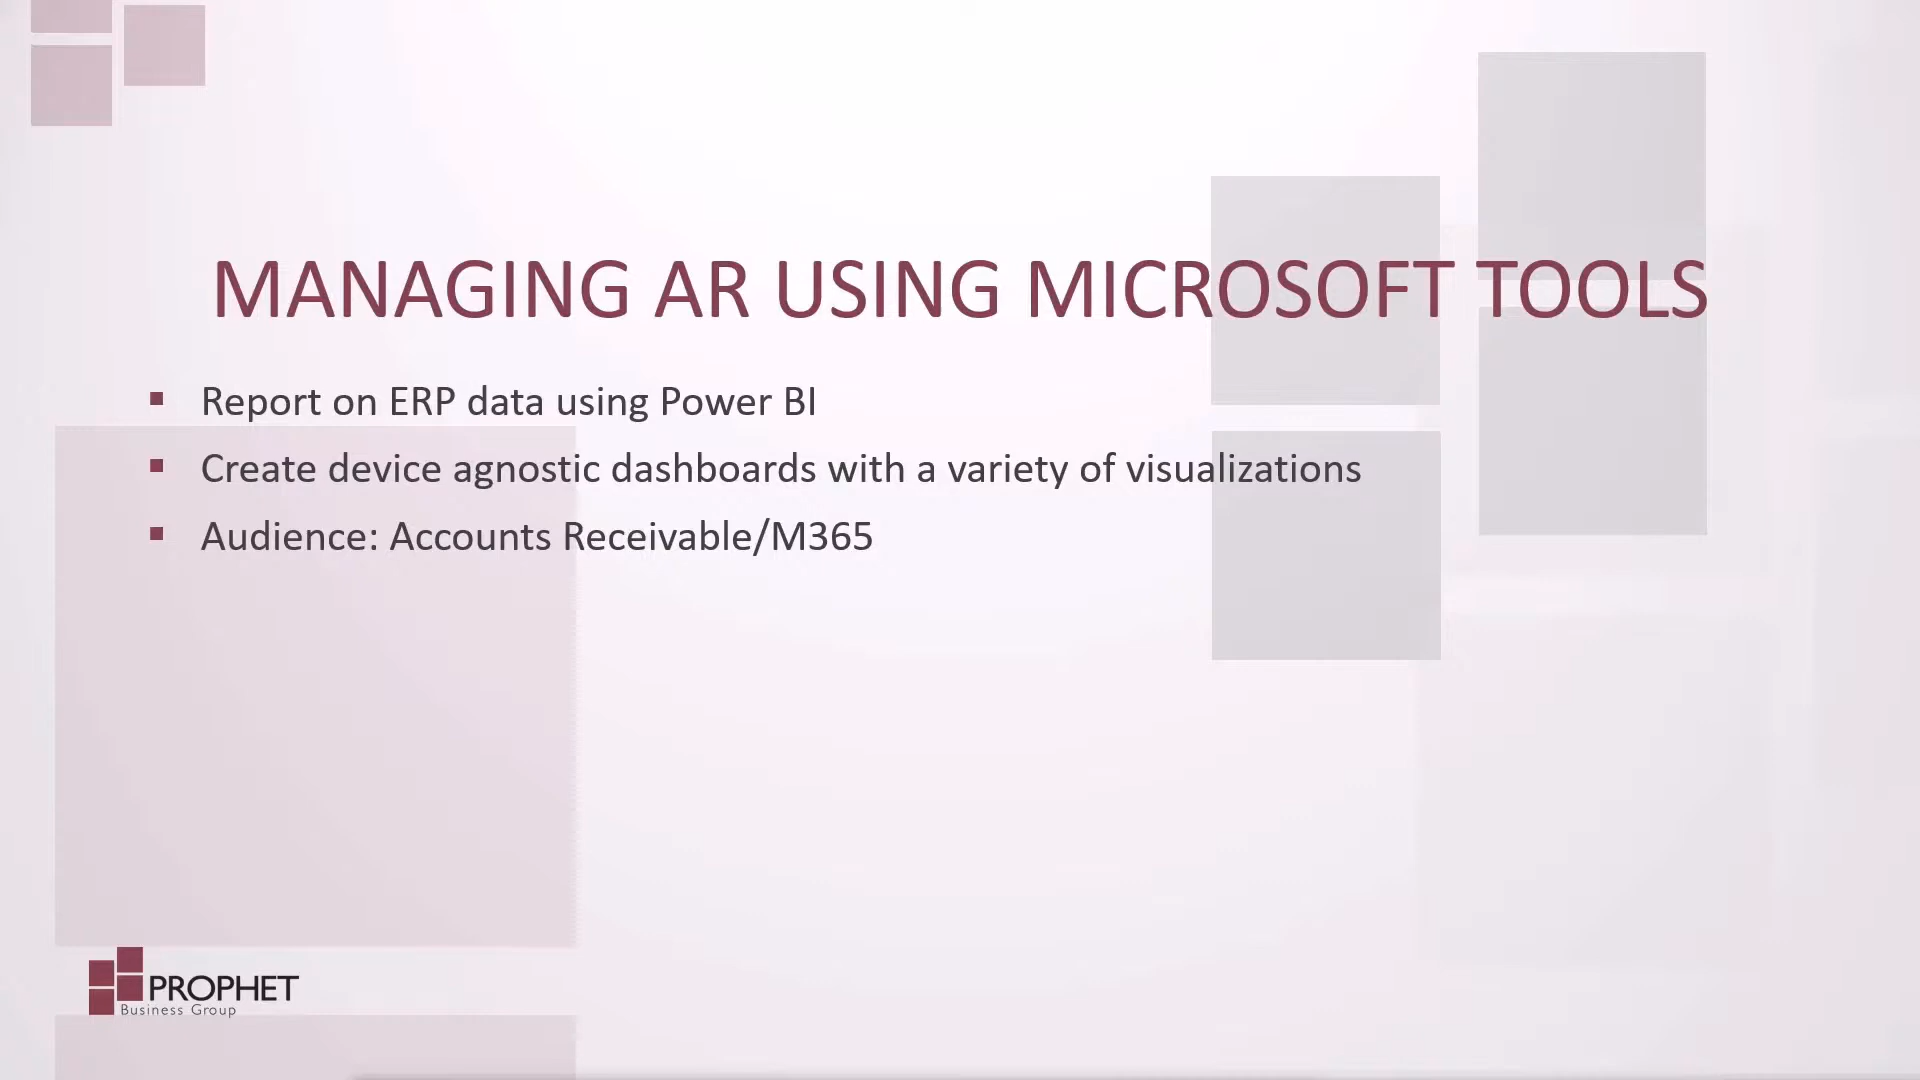 MANAGING AR USING MICROSOFT TOOLS
Report on ERP data using Power BI
Create device agnostic dashboards with a variety of visualizations
Audience: Accounts Receivable/M365
PROPHET
Business Group